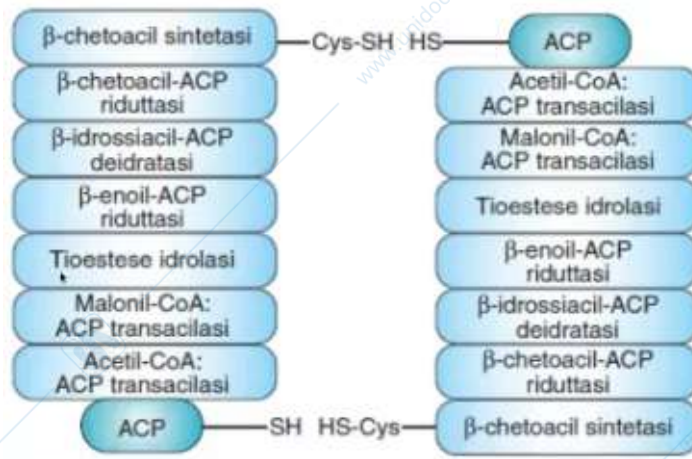 β-chetoacil sintetasi
Cys-SH HS
ACP
β-chetoacil-ACP
riduttasi
β-idrossiacil-ACP
deidratasi
β-enoil-ACP
riduttasi
Tioestese idrolasi
Malonil-CoA:
ACP transacilasi
Acetil-CoA:
ACP transacilasi
ACP
SH HS-Cys
Acetil-CoA:
ACP transacilasi
Malonil-CoA:
ACP transacilasi
Tioestese idrolasi
β-enoil-ACP
riduttasi
β-idrossiacil-ACP
deidratasi
β-chetoacil-ACP
riduttasi
β-chetoacil sintetasi